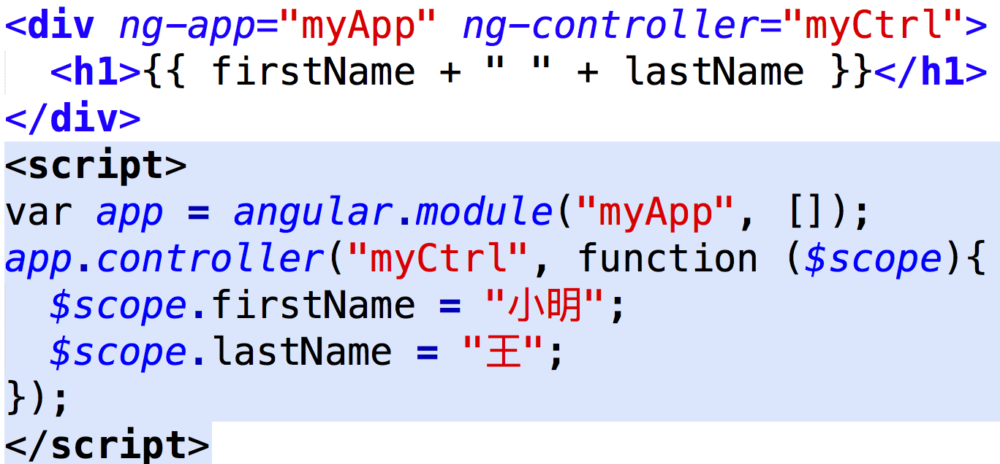 <div ng-app="myApp" ng-controller="myCtrl">
  <h1>{{ firstName + " " + lastName }}</h1>
</div>
<script>
var app = angular.module("myApp", []);
app.controller("myCtrl", function ($scope){
  $scope.firstName = "小明";
  $scope.lastName = "王";
});
</script>